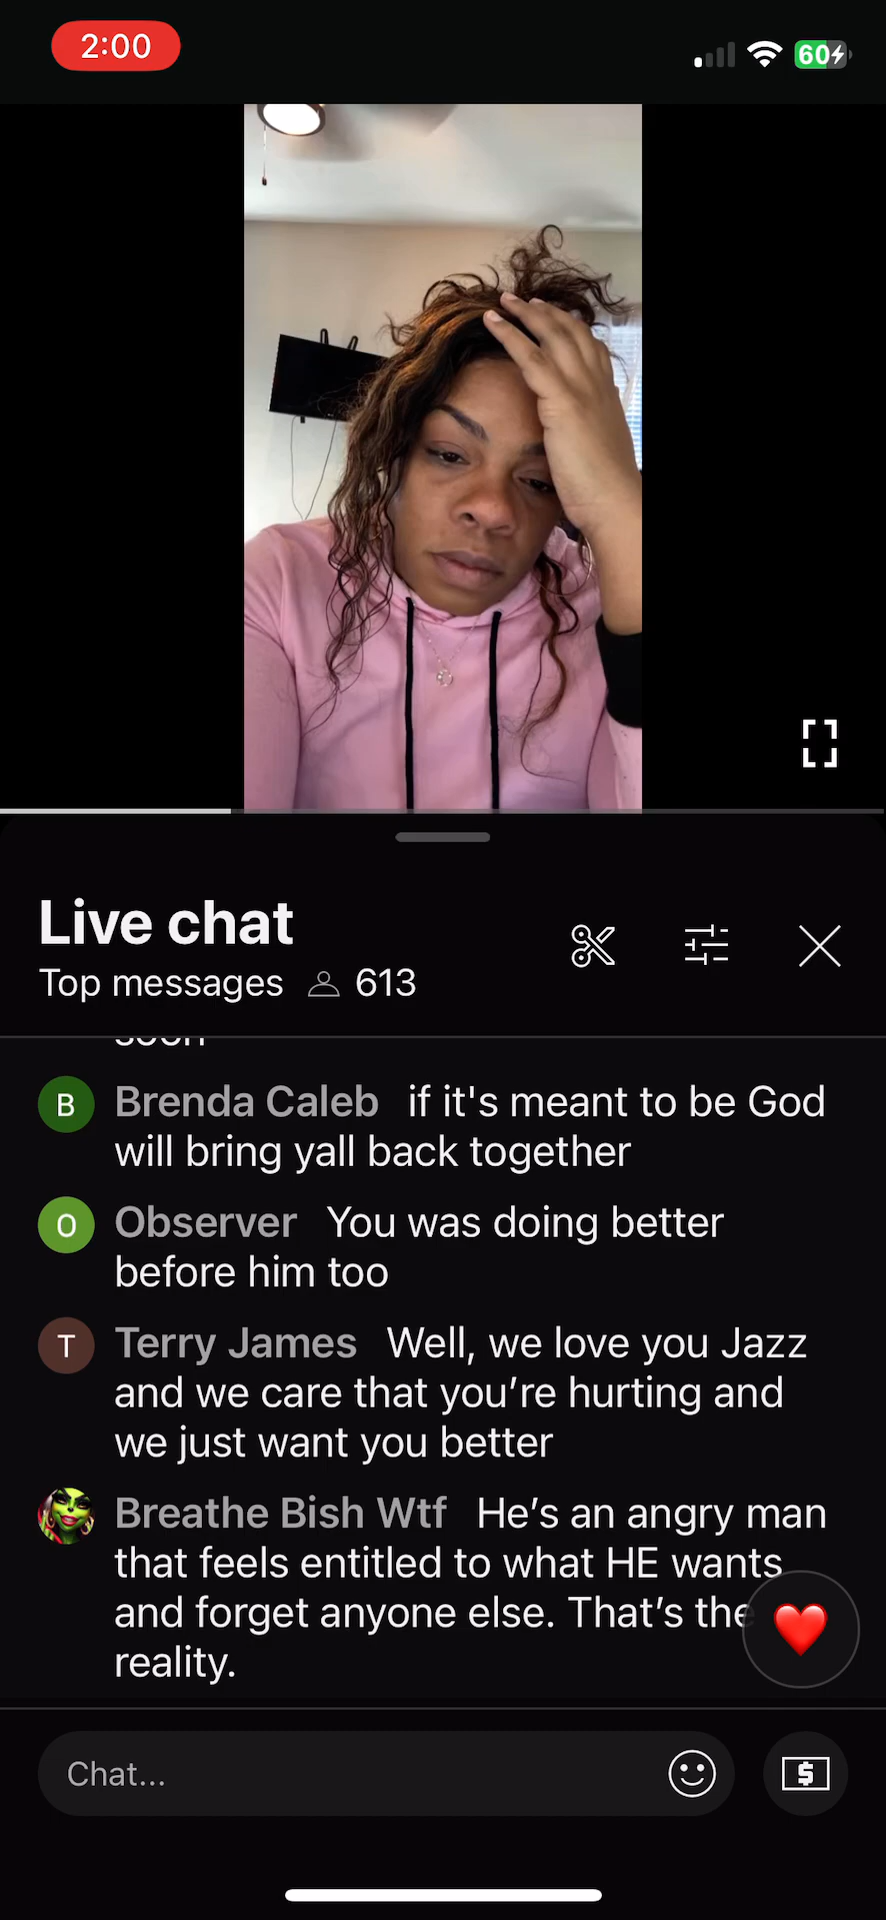 2:00
60
Live chat
Top messages 613
soon
B Brenda Caleb if it's meant to be God
will bring yall back together
O Observer You was doing better
before him too
T Terry James Well, we love you Jazz
and we care that you’re hurting and
we just want you better
Breathe Bish Wtf He’s an angry man
that feels entitled to what HE wants
and forget anyone else. That’s the
reality.
Chat...
$